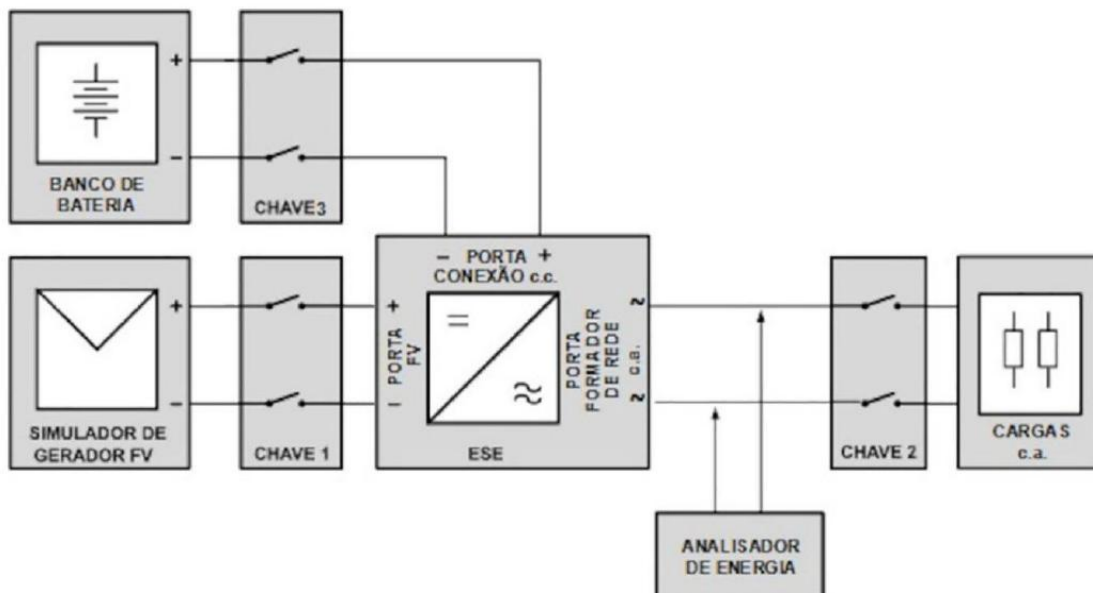 +
−
BANCO DE
BATERIA
CHAVE3
− PORTA +
CONEXÃO c.c.
+
−
SIMULADOR DE
GERADOR FV
CHAVE 1
+
PORTA
FV
−
ESE
PORTA
FORMADOR
DE REDE
~ c.a. ~
CHAVE 2
CARGAS
c.a.
ANALISADOR
DE ENERGIA